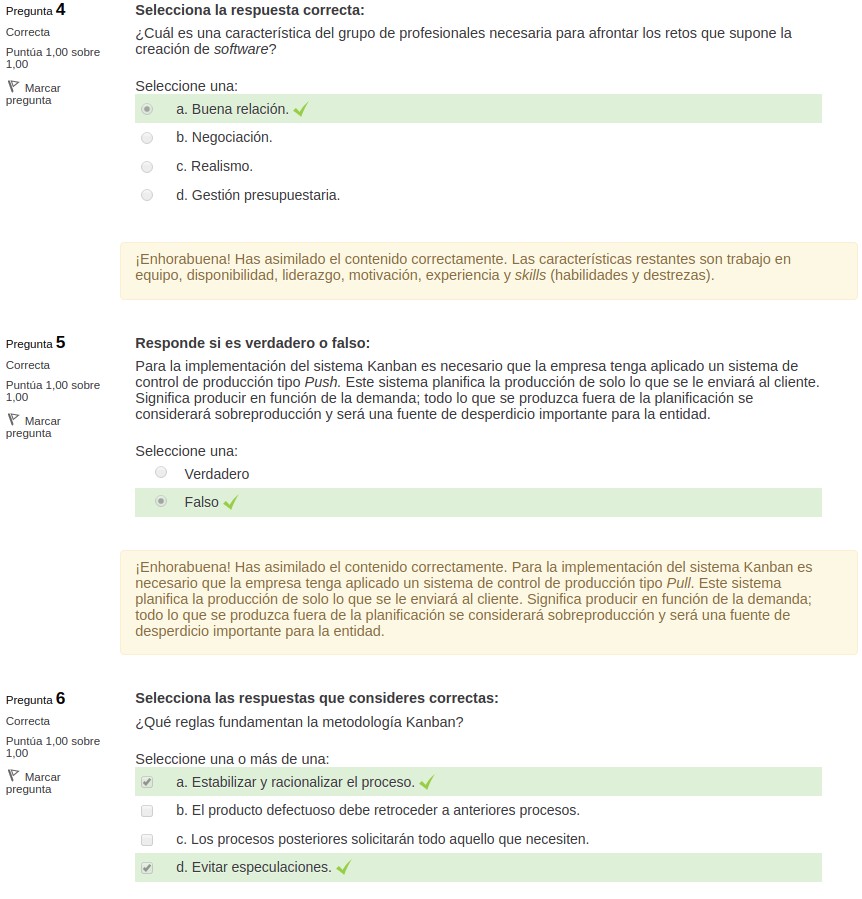 Pregunta 4
Correcta
Puntúa 1,00 sobre
1,00
Marcar
pregunta
Selecciona la respuesta correcta:
¿Cuál es una característica del grupo de profesionales necesaria para afrontar los retos que supone la
creación de software?
Seleccione una:
a. Buena relación.
b. Negociación.
c. Realismo.
d. Gestión presupuestaria.
¡Enhorabuena! Has asimilado el contenido correctamente. Las características restantes son trabajo en
equipo, disponibilidad, liderazgo, motivación, experiencia y skills (habilidades y destrezas).
Pregunta 5
Correcta
Puntúa 1,00 sobre
1,00
Marcar
pregunta
Responde si es verdadero o falso:
Para la implementación del sistema Kanban es necesario que la empresa tenga aplicado un sistema de
control de producción tipo Push. Este sistema planifica la producción de solo lo que se le enviará al cliente.
Significa producir en función de la demanda; todo lo que se produzca fuera de la planificación se
considerará sobreproducción y será una fuente de desperdicio importante para la entidad.
Seleccione una:
Verdadero
Falso
¡Enhorabuena! Has asimilado el contenido correctamente. Para la implementación del sistema Kanban es
necesario que la empresa tenga aplicado un sistema de control de producción tipo Pull. Este sistema
planifica la producción de solo lo que se le enviará al cliente. Significa producir en función de la demanda;
todo lo que se produzca fuera de la planificación se considerará sobreproducción y será una fuente de
desperdicio importante para la entidad.
Pregunta 6
Correcta
Puntúa 1,00 sobre
1,00
Marcar
pregunta
Selecciona las respuestas que consideres correctas:
¿Qué reglas fundamentan la metodología Kanban?
Seleccione una o más de una:
a. Estabilizar y racionalizar el proceso.
b. El producto defectuoso debe retroceder a anteriores procesos.
c. Los procesos posteriores solicitarán todo aquello que necesiten.
d. Evitar especulaciones.